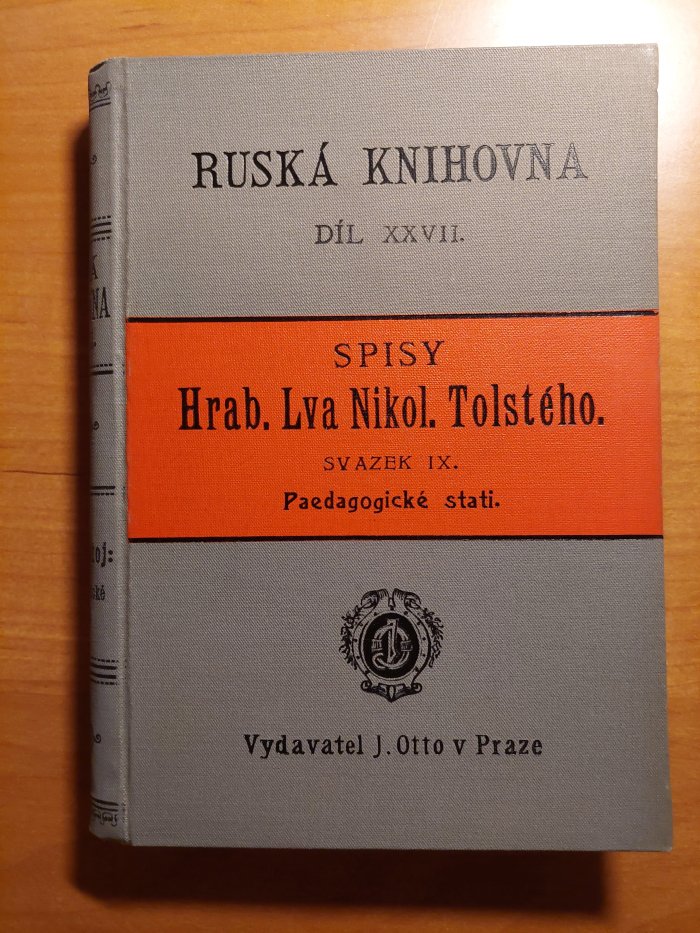 RUSKÁ KNIHOVNA
DÍL XXVII.
SPISY
Hrab. Lva Nikol. Tolstého.
SVAZEK IX.
Paedagogické stati.
Vydavatel J. Otto v Praze